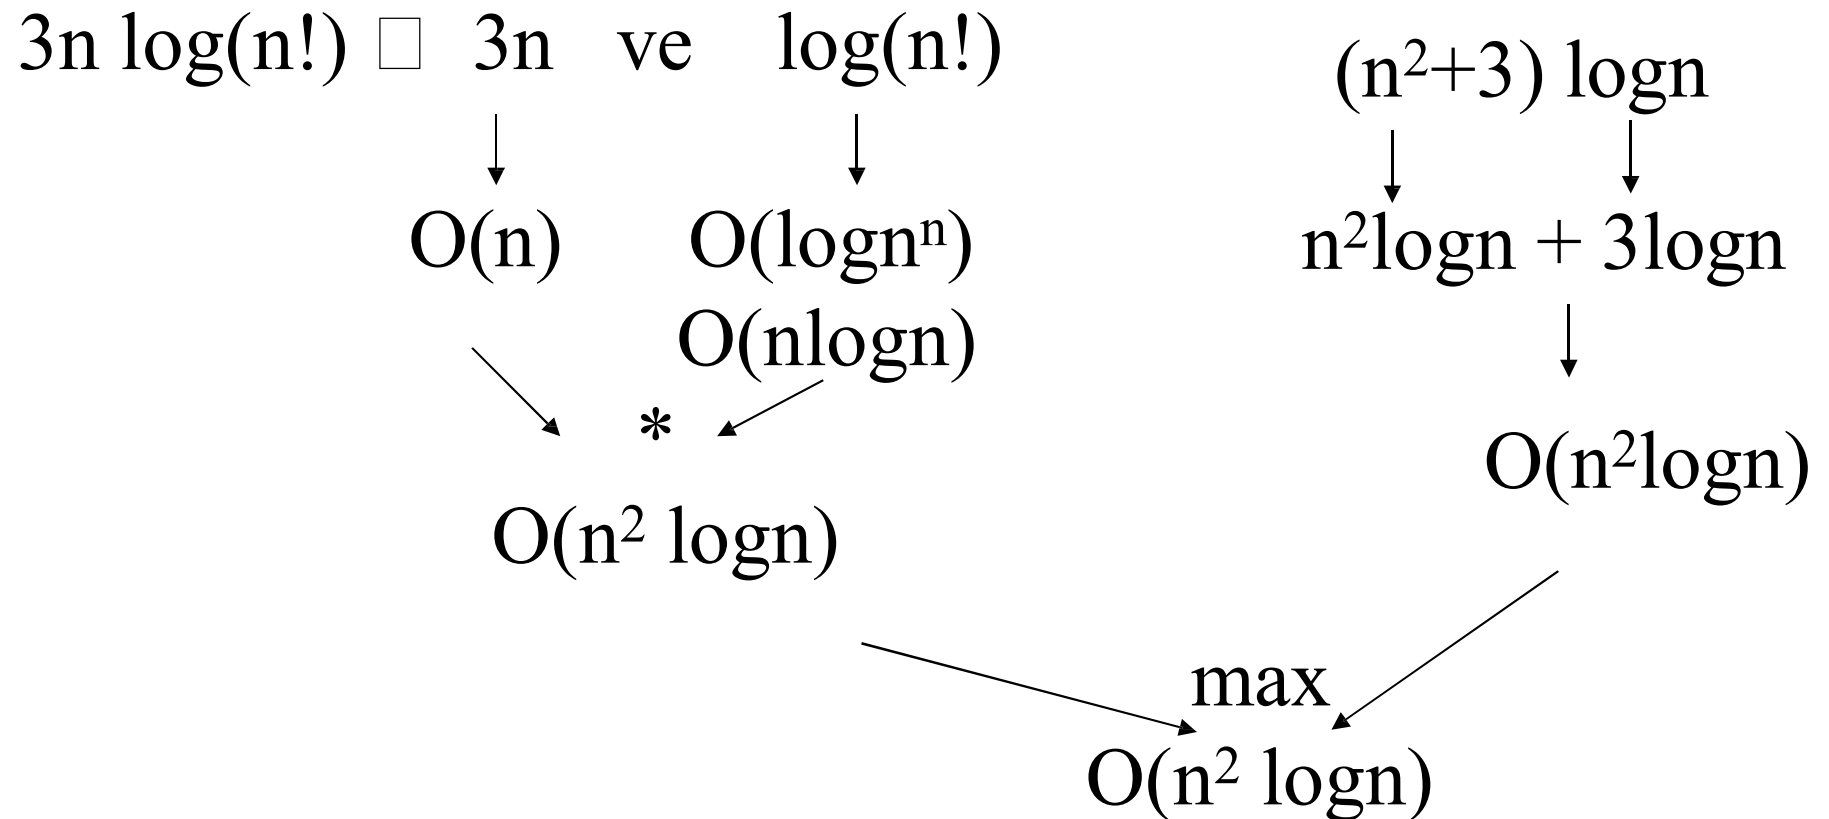 3n log(n!) □ 3n ve log(n!)
(n²+3) logn
O(n) O(lognⁿ)
n²logn + 3logn
O(nlogn)
*
O(n²logn)
O(n² logn)
max
O(n² logn)